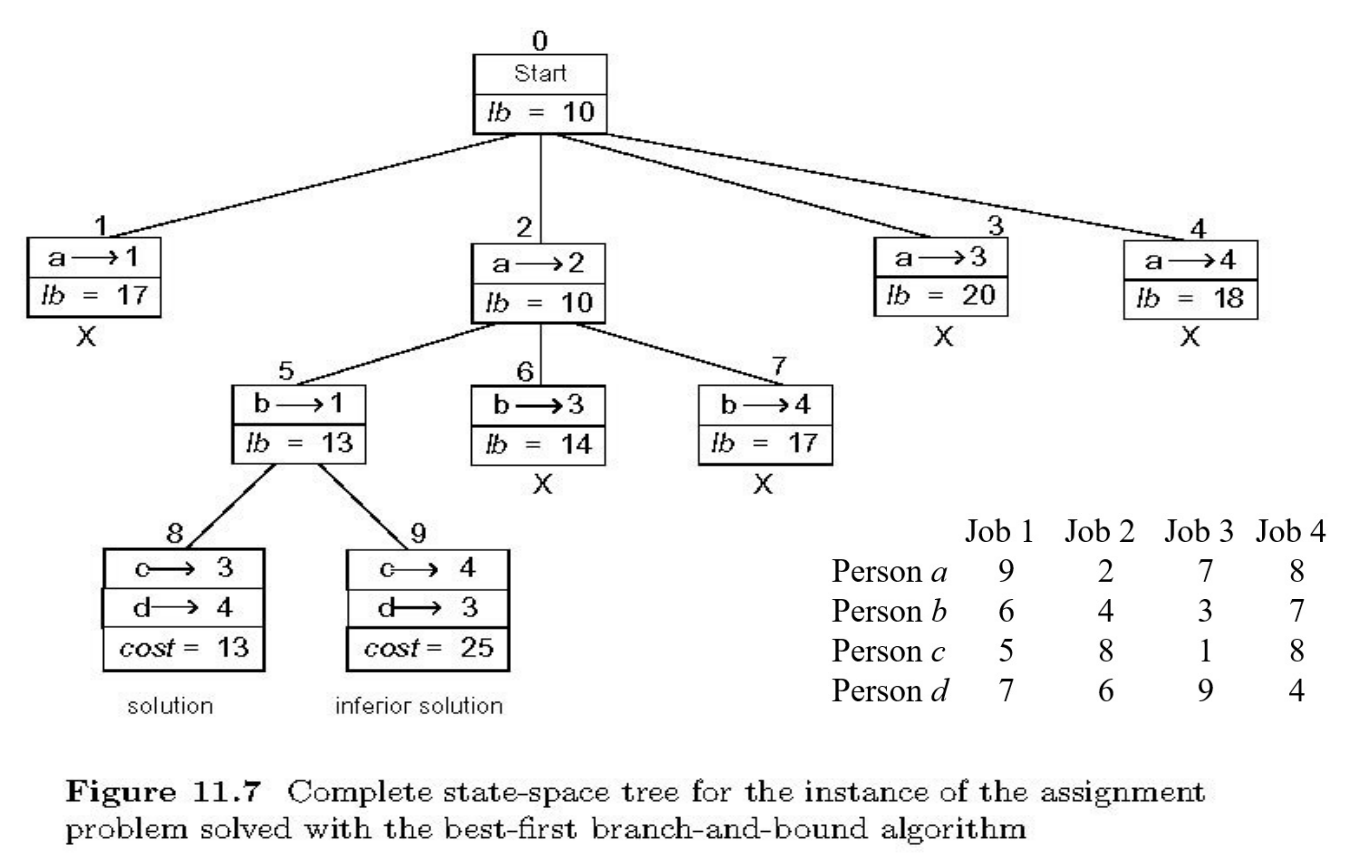 0
Start
lb = 10
1
a→1
lb = 17
X
2
a→2
lb = 10
3
a→3
lb = 20
X
4
a→4
lb = 18
X
5
b→1
lb = 13
6
b→3
lb = 14
X
7
b→4
lb = 17
X
8
c→ 3
d→ 4
cost = 13
solution
9
c→ 4
d→ 3
cost = 25
inferior solution
Job 1 Job 2 Job 3 Job 4
Person a 9 2 7 8
Person b 6 4 3 7
Person c 5 8 1 8
Person d 7 6 9 4
Figure 11.7 Complete state-space tree for the instance of the assignment
problem solved with the best-first branch-and-bound algorithm